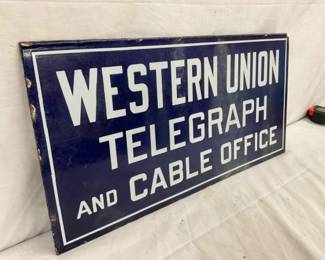 WESTERN UNION
TELEGRAPH
AND CABLE OFFICE